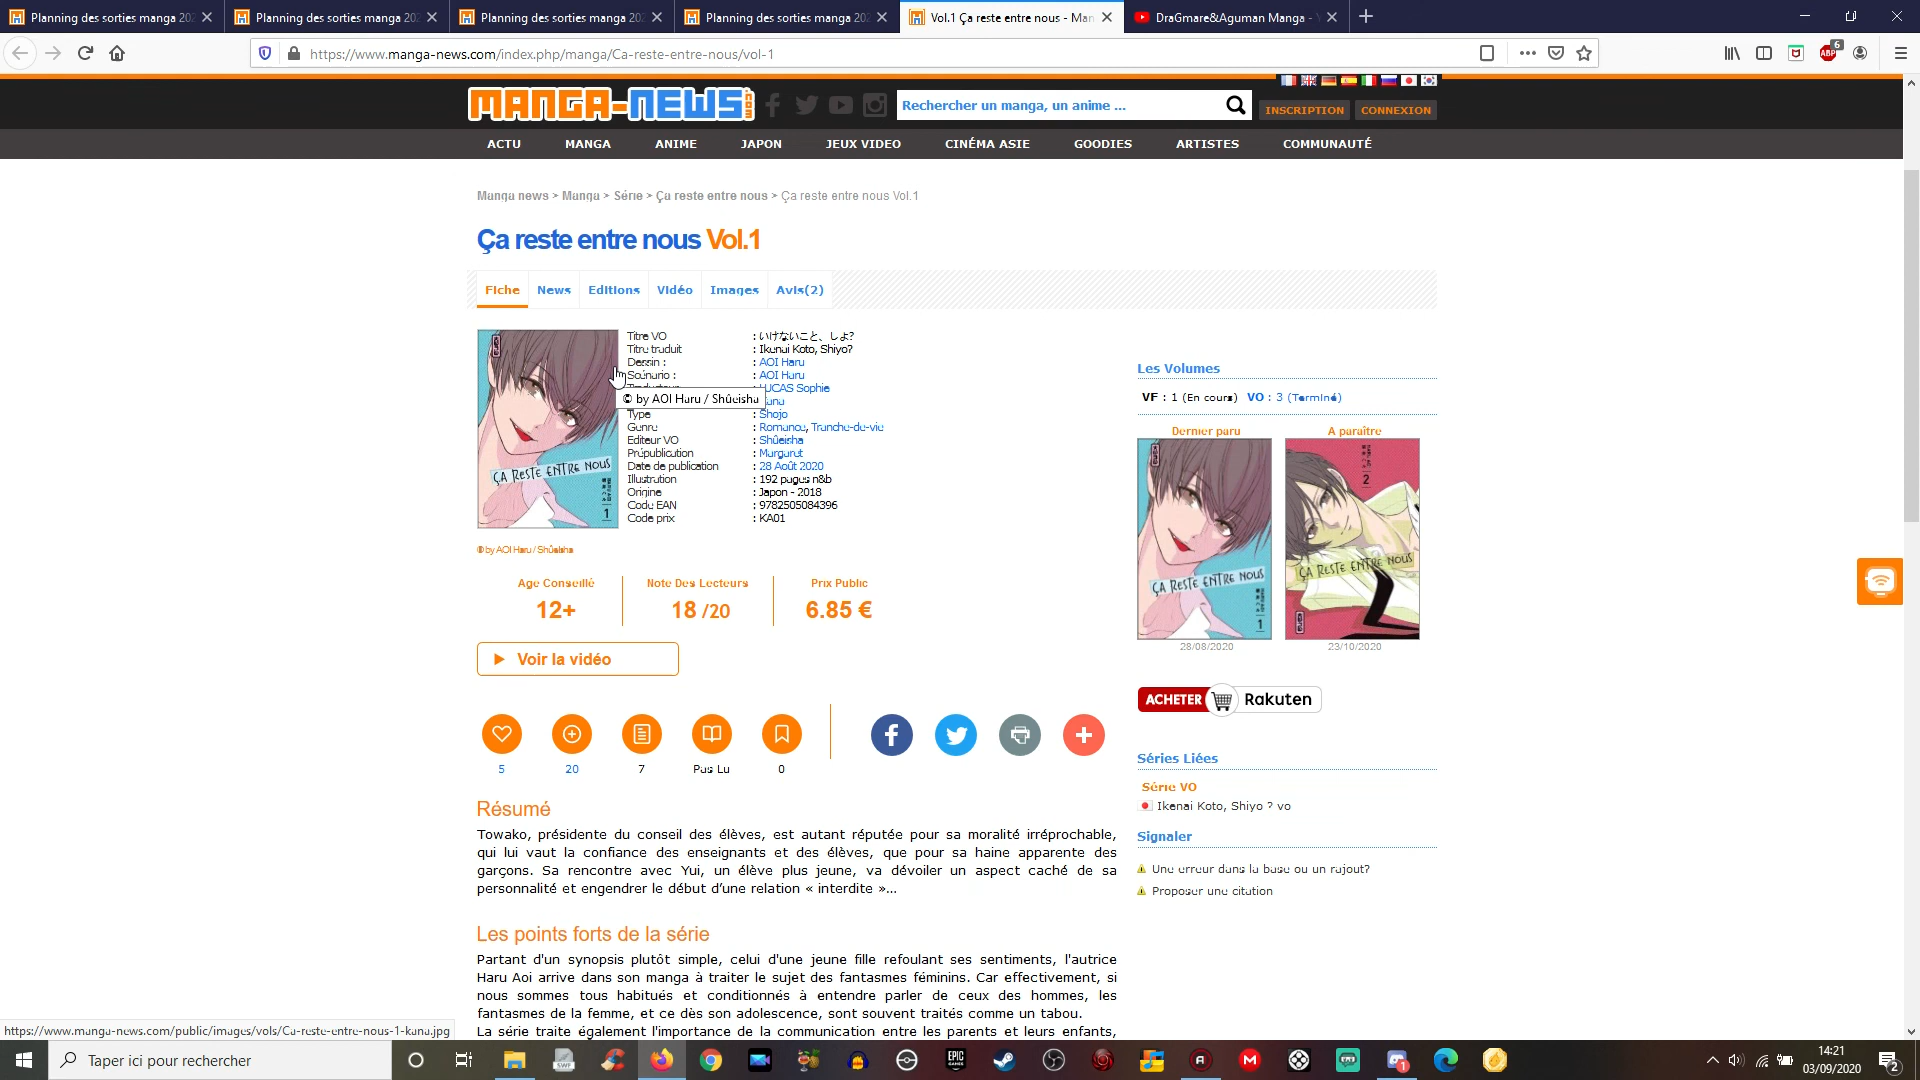 Planning des sorties manga 202
Planning des sorties manga 202
Planning des sorties manga 202
Planning des sorties manga 202
Vol.1 Ça reste entre nous - Man
DraGmare&Aguman Manga -
https://www.manga-news.com/index.php/manga/Ca-reste-entre-nous/vol-1
ABP 6
MANGA-NEWS.com
Rechercher un manga, un anime ...
INSCRIPTION
CONNEXION
ACTU
MANGA
ANIME
JAPON
JEUX VIDEO
CINÉMA ASIE
GOODIES
ARTISTES
COMMUNAUTÉ
Manga news > Manga > Série > Ça reste entre nous > Ça reste entre nous Vol.1
Ça reste entre nous Vol.1
Fiche
News
Editions
Vidéo
Images
Avis(2)
Titre VO : いけないこと、しよ?
Titre traduit : Ikenai Koto, Shiyo?
Dessin : : AOI Haru
Scénario : : AOI Haru
LUCAS Sophie
© by AOI Haru / Shûeisha
Type : Shojo
Genre : Romance, Tranche-de-vie
Editeur VO : Shûeisha
Prépublication : Margaret
Date de publication : 28 Août 2020
Illustration : 192 pages n&b
Origine : Japon - 2018
Code EAN : 9782505084396
Code prix : KA01
ÇA RESTE ENTRE NOUS
1
© by AOI Haru / Shûeisha
Age Conseillé
12+
Note Des Lecteurs
18 /20
Prix Public
6.85 €
Voir la vidéo
5
20
7
Pas Lu
0
Résumé
Towako, présidente du conseil des élèves, est autant réputée pour sa moralité irréprochable,
qui lui vaut la confiance des enseignants et des élèves, que pour sa haine apparente des
garçons. Sa rencontre avec Yui, un élève plus jeune, va dévoiler un aspect caché de sa
personnalité et engendrer le début d’une relation « interdite »...
Les points forts de la série
Partant d'un synopsis plutôt simple, celui d'une jeune fille refoulant ses sentiments, l'autrice
Haru Aoi arrive dans son manga à traiter le sujet des fantasmes féminins. Car effectivement, si
nous sommes tous habitués et conditionnés à entendre parler de ceux des hommes, les
fantasmes de la femme, et ce dès son adolescence, sont souvent traités comme un tabou.
La série traite également l'importance de la communication entre les parents et leurs enfants,
Les Volumes
VF : 1 (En cours) VO : 3 (Terminé)
Dernier paru
A paraître
ÇA RESTE ENTRE NOUS
1
2
ÇA RESTE ENTRE NOUS
28/08/2020
23/10/2020
ACHETER Rakuten
Séries Liées
Série VO
Ikenai Koto, Shiyo ? vo
Signaler
Une erreur dans la base ou un rajout?
Proposer une citation
https://www.manga-news.com/public/images/vols/Ca-reste-entre-nous-1-kana.jpg
Taper ici pour rechercher
SWF
EPIC GAMES
1
14:21
03/09/2020
2